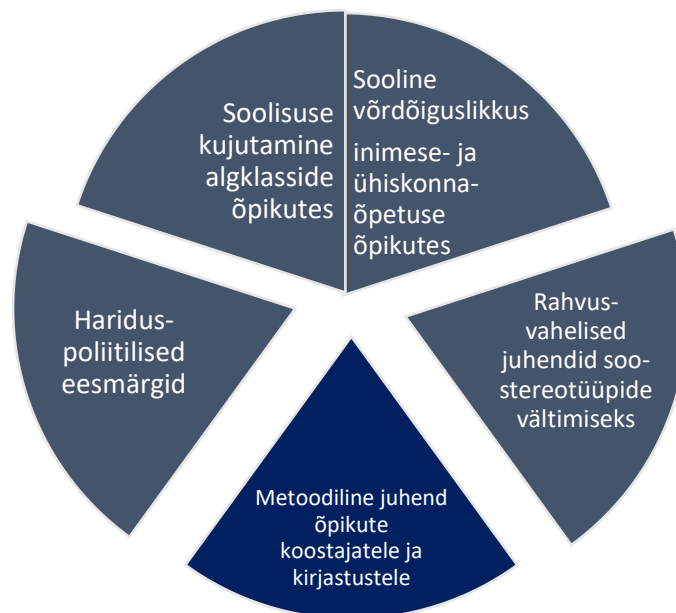 Soolisuse
kujutamine
algklasside
õpikutes
Sooline
võrdõiguslikkus
inimese- ja
ühiskonna-
õpetuse
õpikutes
Haridus-
poliitilised
eesmärgid
Rahvus-
vahelised
juhendid soo-
stereotüüpide
vältimiseks
Metoodiline juhend
õpikute
koostajatele ja
kirjastustele